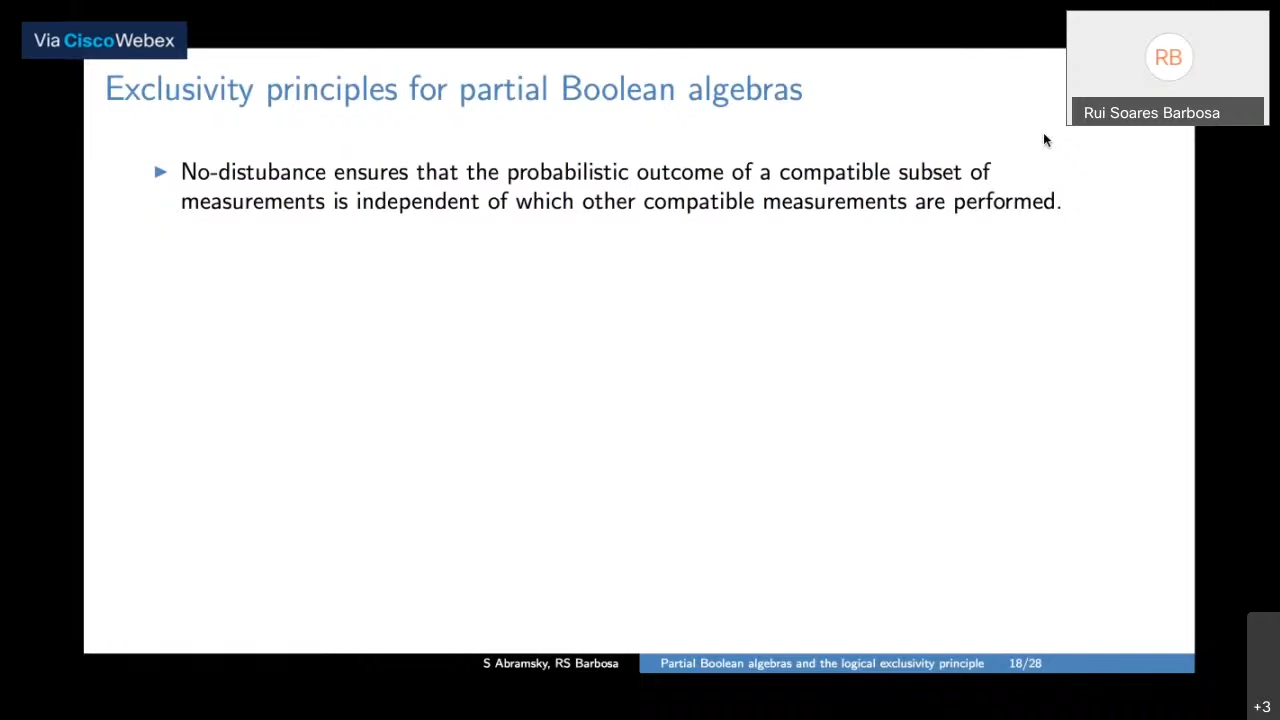 Via CiscoWebex
RB
Rui Soares Barbosa
Exclusivity principles for partial Boolean algebras
No-distubance ensures that the probabilistic outcome of a compatible subset of
measurements is independent of which other compatible measurements are performed.
S Abramsky, RS Barbosa
Partial Boolean algebras and the logical exclusivity principle 18/28
+3